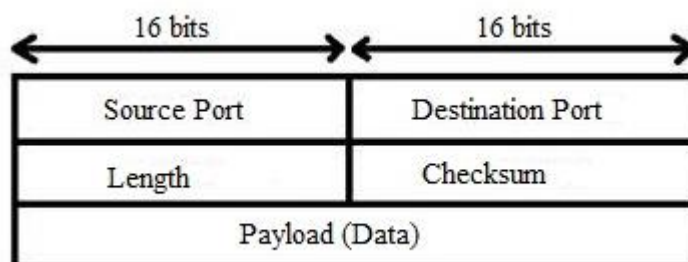 16 bits 16 bits
Source Port Destination Port
Length Checksum
Payload (Data)